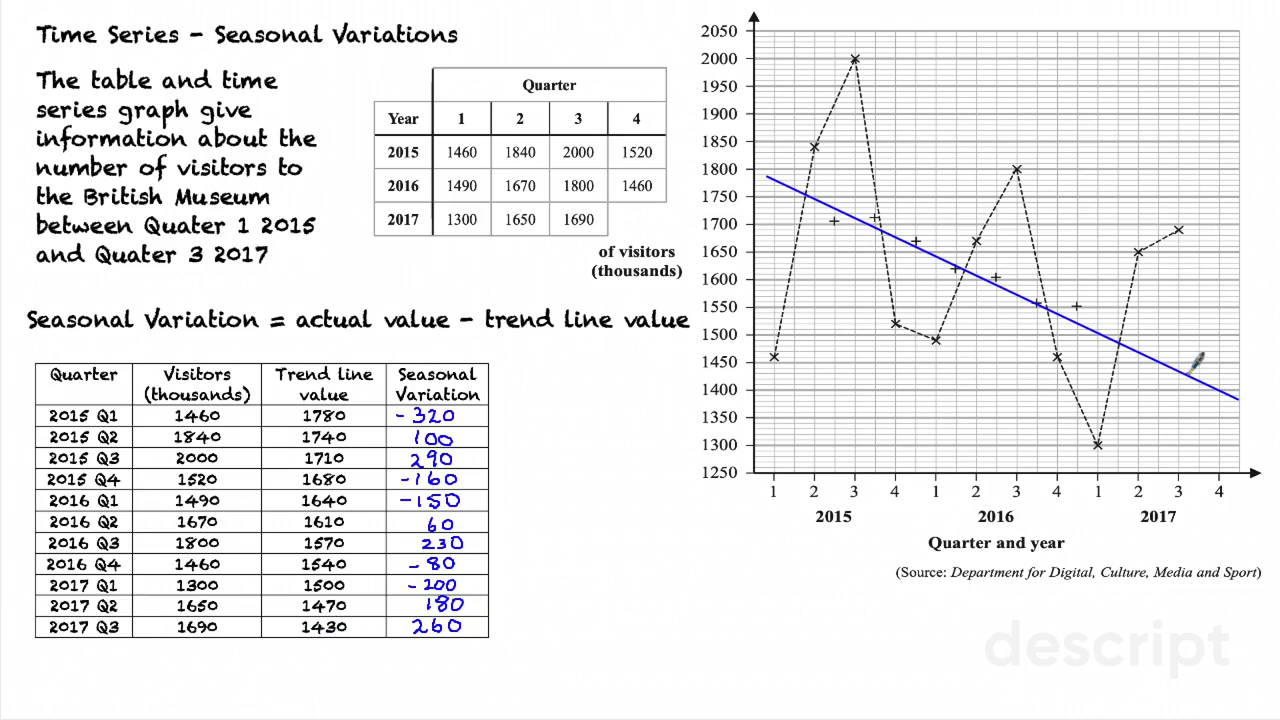 Time Series - Seasonal Variations
The table and time
series graph give
information about the
number of visitors to
the British Museum
between Quater 1 2015
and Quater 3 2017
Quarter
Year 1 2 3 4
2015 1460 1840 2000 1520
2016 1490 1670 1800 1460
2017 1300 1650 1690
of visitors
(thousands)
Seasonal Variation = actual value - trend line value
Quarter Visitors (thousands) Trend line value Seasonal Variation
2015 Q1 1460 1780 -320
2015 Q2 1840 1740 100
2015 Q3 2000 1710 290
2015 Q4 1520 1680 -160
2016 Q1 1490 1640 -150
2016 Q2 1670 1610 60
2016 Q3 1800 1570 230
2016 Q4 1460 1540 -80
2017 Q1 1300 1500 -200
2017 Q2 1650 1470 180
2017 Q3 1690 1430 260
2050
2000
1950
1900
1850
1800
1750
1700
1650
1600
1550
1500
1450
1400
1350
1300
1250
1 2 3 4 1 2 3 4 1 2 3 4
2015 2016 2017
Quarter and year
(Source: Department for Digital, Culture, Media and Sport)
descript